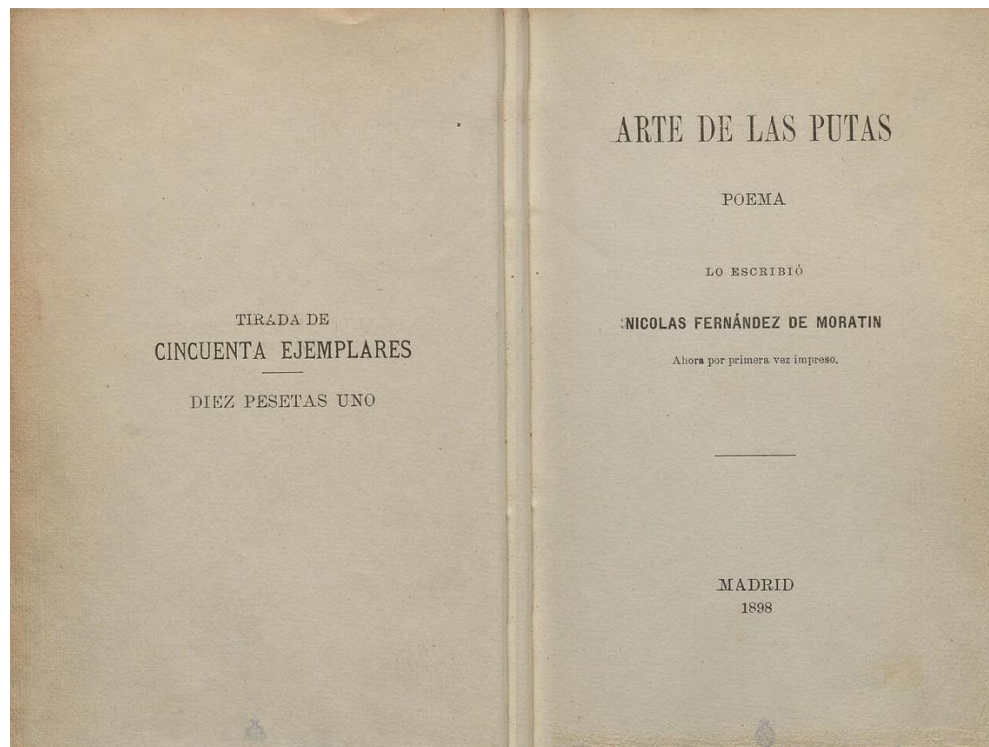 TIRADA DE
CINCUENTA EJEMPLARES
DIEZ PESETAS UNO
ARTE DE LAS PUTAS
POEMA
LO ESCRIBIÓ
NICOLAS FERNÁNDEZ DE MORATIN
Ahora por primera vez impreso.
MADRID
1898